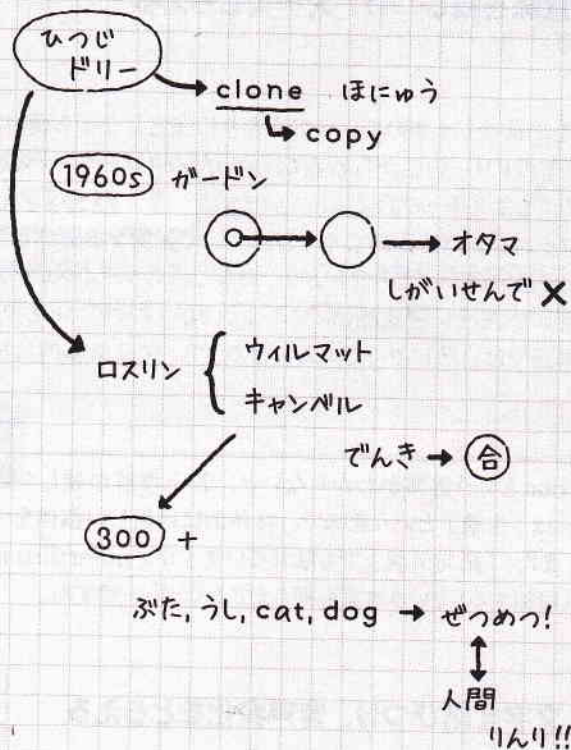 ひつじ
ドリー
clone ほにゅう
copy
1960s ガードン
オタマ
しがいせんで ×
ロスリン
ウィルマット
キャンベル
でんき → 合
300 +
ぶた, うし, cat, dog → ぜつめつ!
人間
りんり!!